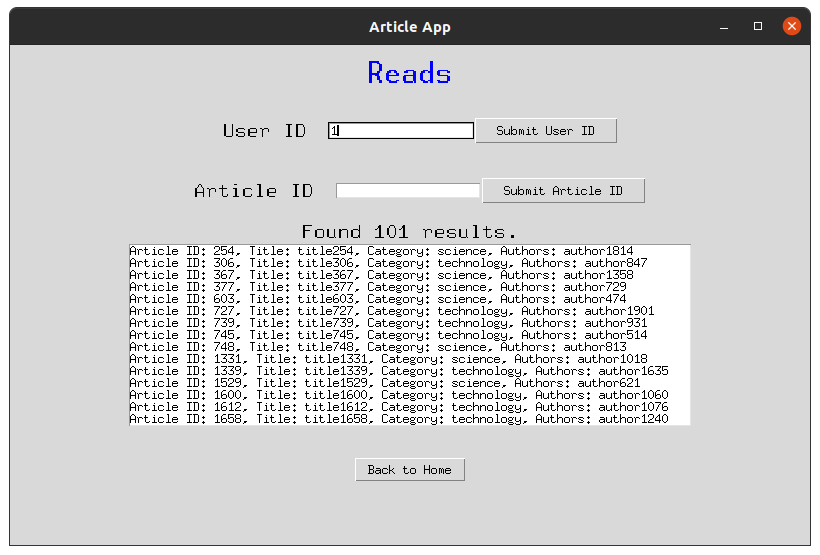 Article App
Reads
User ID 1 Submit User ID
Article ID Submit Article ID
Found 101 results.
Article ID: 254, Title: title254, Category: science, Authors: author1814
Article ID: 306, Title: title306, Category: technology, Authors: author847
Article ID: 367, Title: title367, Category: science, Authors: author1358
Article ID: 377, Title: title377, Category: science, Authors: author729
Article ID: 603, Title: title603, Category: science, Authors: author474
Article ID: 727, Title: title727, Category: technology, Authors: author1901
Article ID: 739, Title: title739, Category: technology, Authors: author931
Article ID: 745, Title: title745, Category: technology, Authors: author514
Article ID: 748, Title: title748, Category: science, Authors: author813
Article ID: 1331, Title: title1331, Category: science, Authors: author1018
Article ID: 1339, Title: title1339, Category: technology, Authors: author1635
Article ID: 1529, Title: title1529, Category: science, Authors: author621
Article ID: 1600, Title: title1600, Category: technology, Authors: author1060
Article ID: 1612, Title: title1612, Category: technology, Authors: author1076
Article ID: 1658, Title: title1658, Category: technology, Authors: author1240
Back to Home